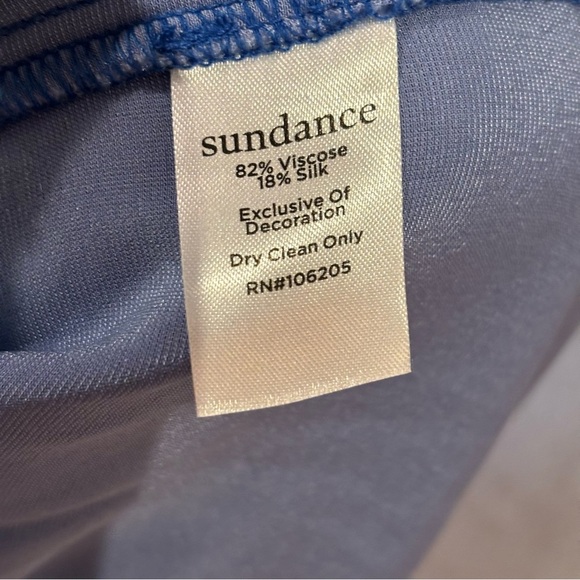 sundance
82% Viscose
18% Silk
Exclusive Of
Decoration
Dry Clean Only
RN#106205